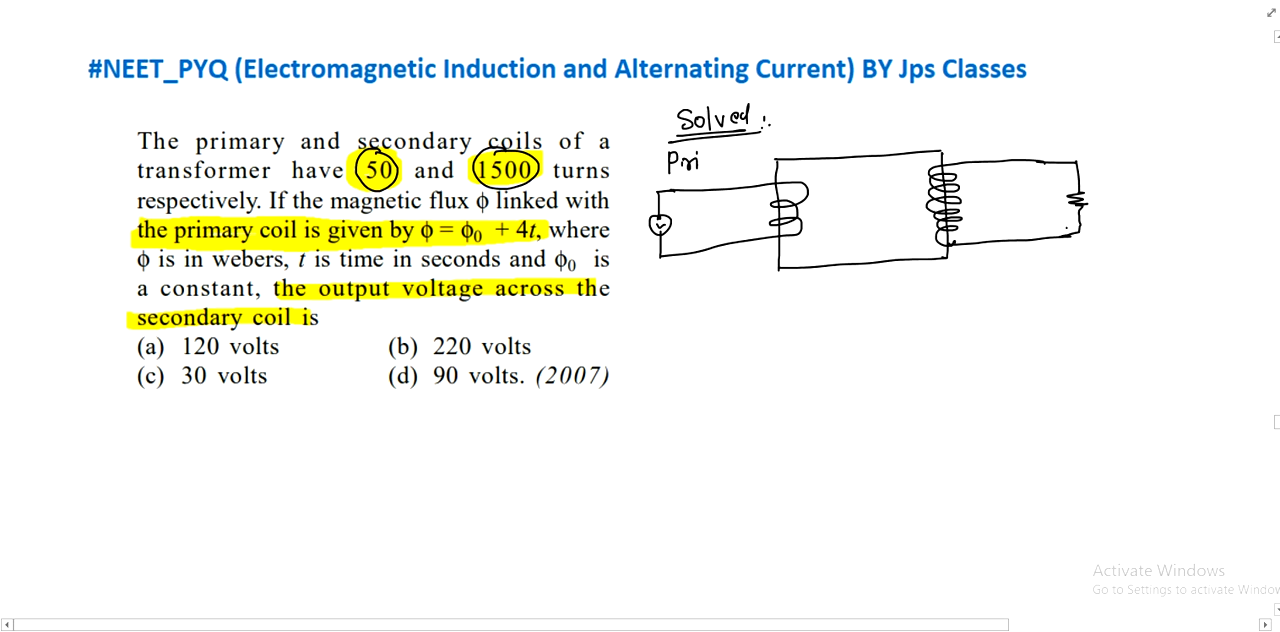 #NEET_PYQ (Electromagnetic Induction and Alternating Current) BY Jps Classes
The primary and secondary coils of a
transformer have 50 and 1500 turns
respectively. If the magnetic flux ϕ linked with
the primary coil is given by ϕ = ϕ₀ + 4t, where
ϕ is in webers, t is time in seconds and ϕ₀ is
a constant, the output voltage across the
secondary coil is
(a) 120 volts (b) 220 volts
(c) 30 volts (d) 90 volts. (2007)
Solved :.
Pri
Activate Windows
Go to Settings to activate Window